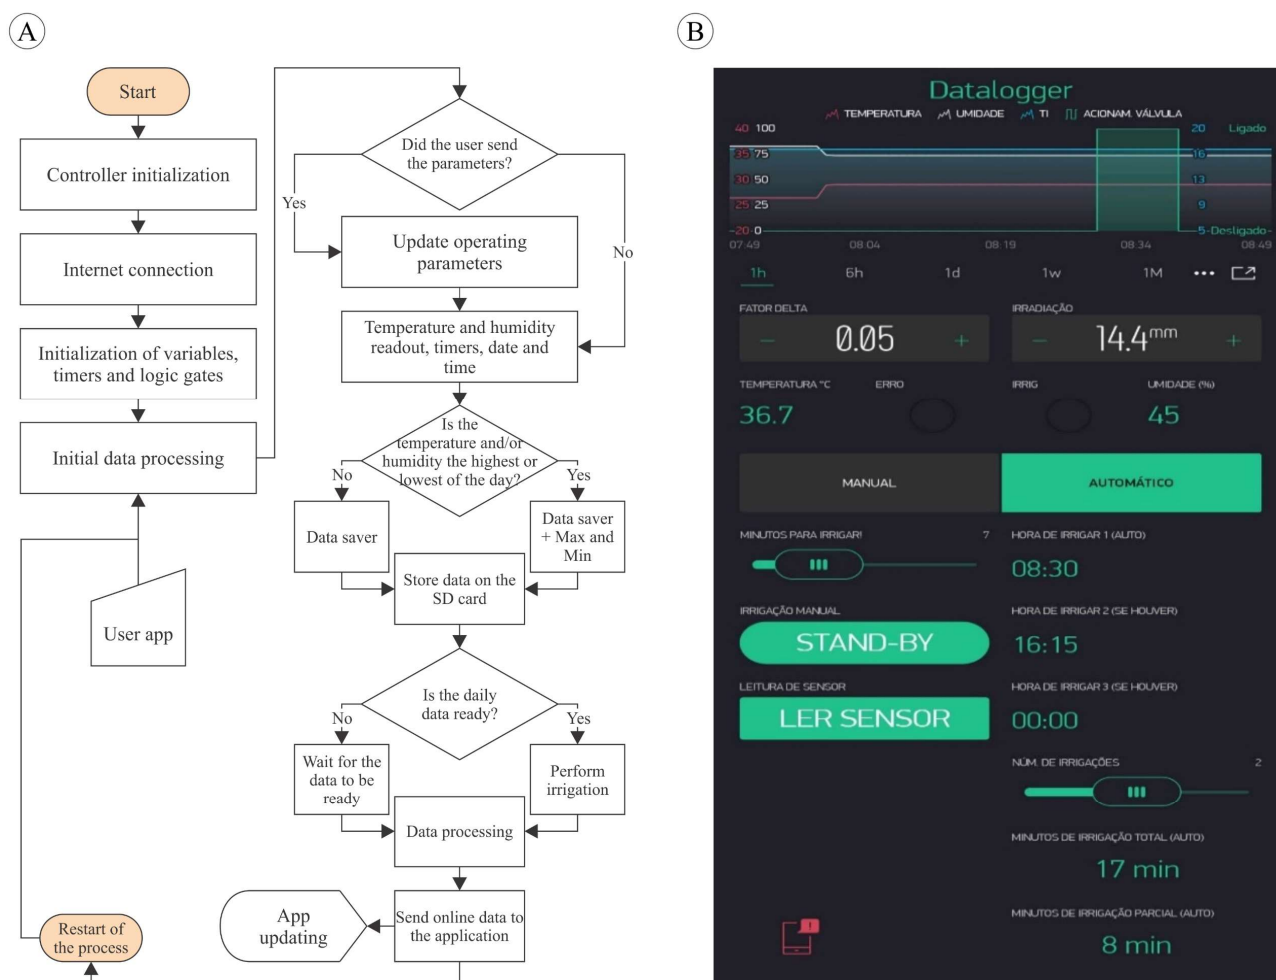 A
Start
Controller initialization
Internet connection
Initialization of variables,
timers and logic gates
Initial data processing
User app
Restart of
the process
Did the user send
the parameters?
Yes
No
Update operating
parameters
Temperature and humidity
readout, timers, date and
time
Is the
temperature and/or
humidity the highest or
lowest of the day?
No
Yes
Data saver
Data saver
+ Max and
Min
Store data on the
SD card
Is the daily
data ready?
No
Yes
Wait for the
data to be
ready
Perform
irrigation
Data processing
App
updating
Send online data to
the application
B
Datalogger
TEMPERATURA UMIDADE TI ACIONAM. VÁLVULA
40 100 20 Ligado
35 75 16
30 50 13
25 25 9
20 0 5 Desligado
07:49 08:04 08:19 08:34 08:49
1h 6h 1d 1w 1M
FATOR DELTA IRRADIAÇÃO
− 0.05 + − 14.4mm +
TEMPERATURA °C ERRO IRRIG UMIDADE (%)
36.7 45
MANUAL AUTOMÁTICO
MINUTOS PARA IRRIGAR! 7 HORA DE IRRIGAR 1 (AUTO)
08:30
IRRIGAÇÃO MANUAL HORA DE IRRIGAR 2 (SE HOUVER)
STAND-BY 16:15
LEITURA DE SENSOR HORA DE IRRIGAR 3 (SE HOUVER)
LER SENSOR 00:00
NÚM. DE IRRIGAÇÕES 2
MINUTOS DE IRRIGAÇÃO TOTAL (AUTO)
17 min
MINUTOS DE IRRIGAÇÃO PARCIAL (AUTO)
8 min